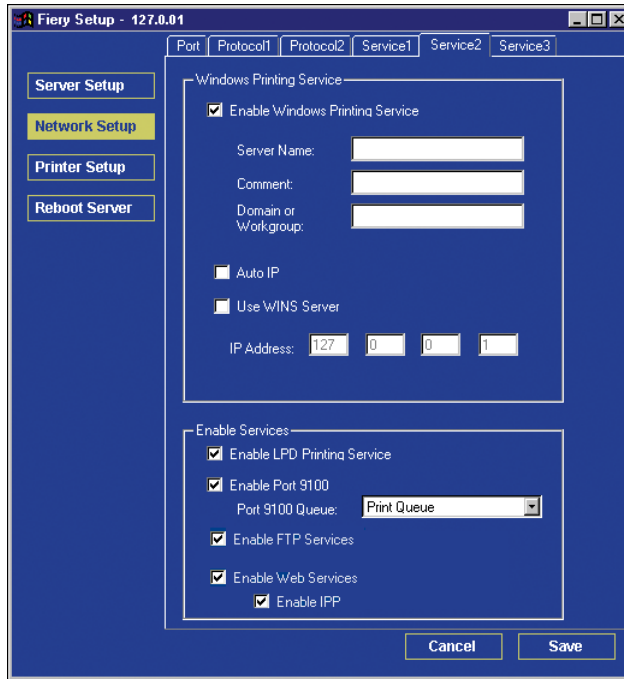 Fiery Setup - 127.0.01
Port Protocol1 Protocol2 Service1 Service2 Service3
Server Setup
Network Setup
Printer Setup
Reboot Server
Windows Printing Service
Enable Windows Printing Service
Server Name:
Comment:
Domain or
Workgroup:
Auto IP
Use WINS Server
IP Address: 127 0 0 1
Enable Services
Enable LPD Printing Service
Enable Port 9100
Port 9100 Queue: Print Queue
Enable FTP Services
Enable Web Services
Enable IPP
Cancel Save